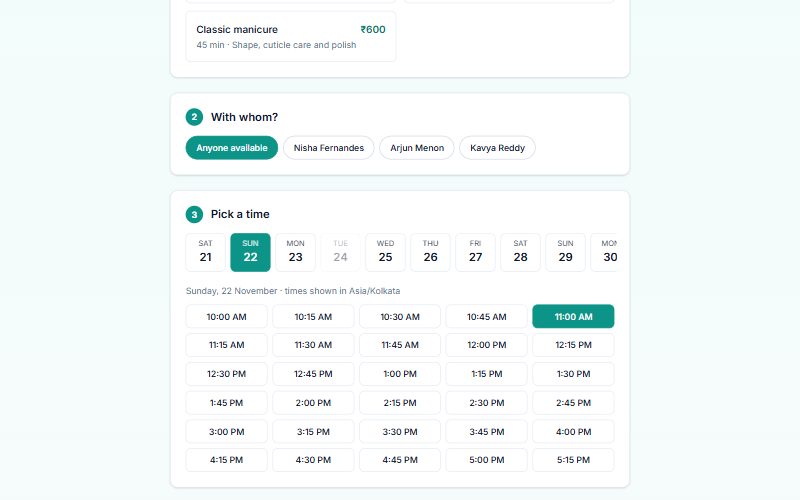 Classic manicure ₹600
45 min · Shape, cuticle care and polish
2 With whom?
Anyone available Nisha Fernandes Arjun Menon Kavya Reddy
3 Pick a time
SAT SUN MON TUE WED THU FRI SAT SUN MON
21 22 23 24 25 26 27 28 29 30
Sunday, 22 November · times shown in Asia/Kolkata
10:00 AM 10:15 AM 10:30 AM 10:45 AM 11:00 AM
11:15 AM 11:30 AM 11:45 AM 12:00 PM 12:15 PM
12:30 PM 12:45 PM 1:00 PM 1:15 PM 1:30 PM
1:45 PM 2:00 PM 2:15 PM 2:30 PM 2:45 PM
3:00 PM 3:15 PM 3:30 PM 3:45 PM 4:00 PM
4:15 PM 4:30 PM 4:45 PM 5:00 PM 5:15 PM